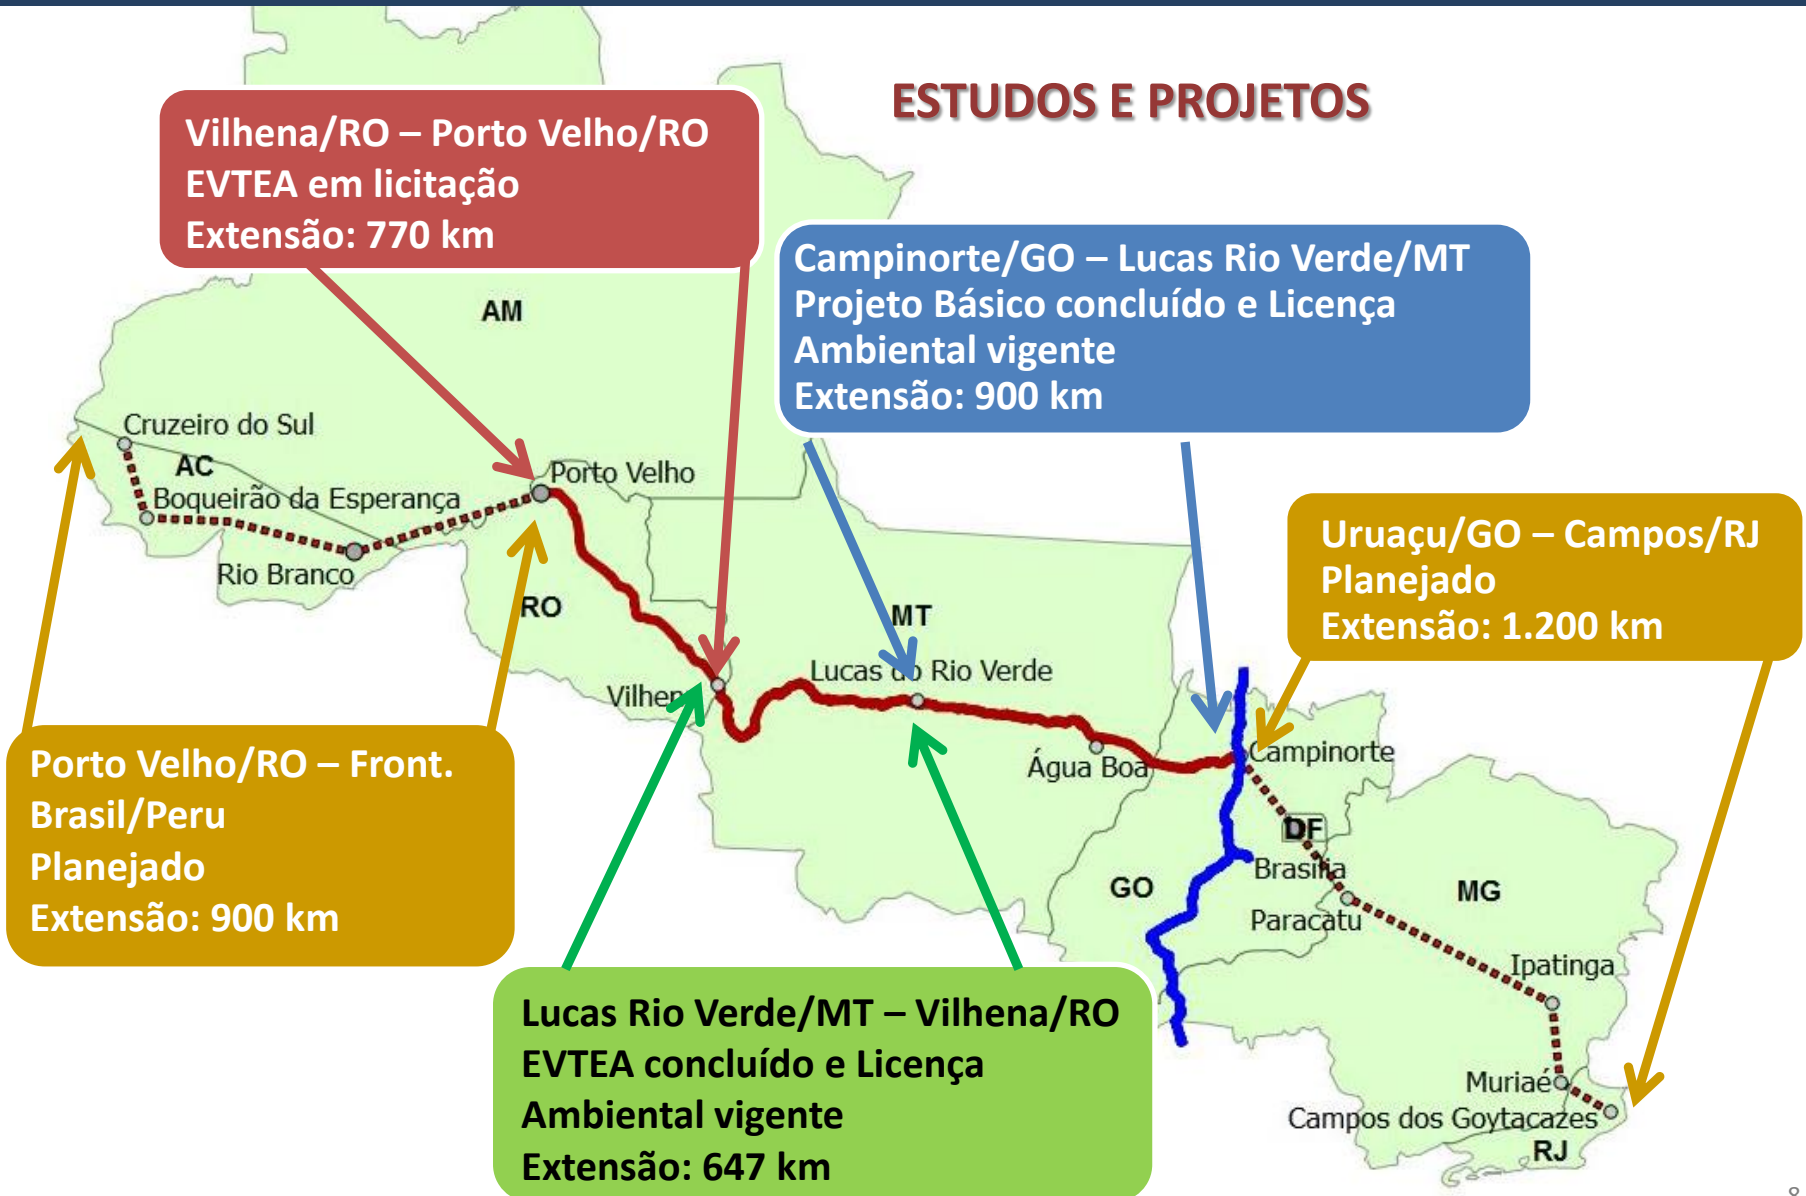 ESTUDOS E PROJETOS
Vilhena/RO – Porto Velho/RO
EVTEA em licitação
Extensão: 770 km
Campinorte/GO – Lucas Rio Verde/MT
Projeto Básico concluído e Licença
Ambiental vigente
Extensão: 900 km
AM
Cruzeiro do Sul
AC
Boqueirão da Esperança
Porto Velho
Rio Branco
RO
MT
Uruaçu/GO – Campos/RJ
Planejado
Extensão: 1.200 km
Lucas do Rio Verde
Vilhena
Água Boa
Campinorte
Porto Velho/RO – Front.
Brasil/Peru
Planejado
Extensão: 900 km
DF
Brasília
GO
MG
Paracatu
Ipatinga
Lucas Rio Verde/MT – Vilhena/RO
EVTEA concluído e Licença
Ambiental vigente
Extensão: 647 km
Muriaé
Campos dos Goytacazes
RJ
8